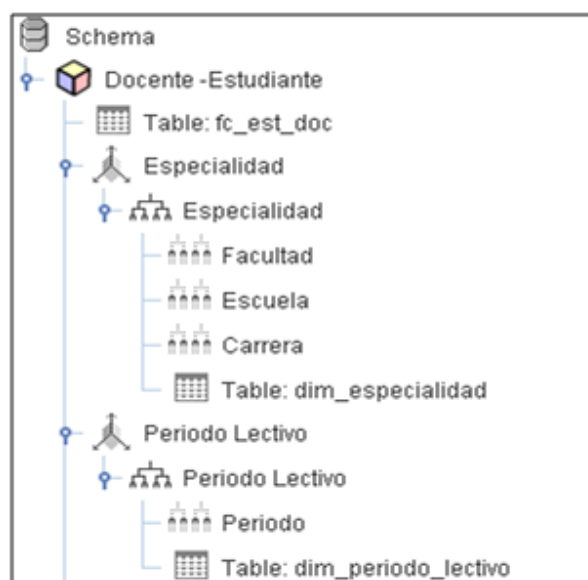 Schema
Docente -Estudiante
Table: fc_est_doc
Especialidad
Especialidad
Facultad
Escuela
Carrera
Table: dim_especialidad
Periodo Lectivo
Periodo Lectivo
Periodo
Table: dim_periodo_lectivo